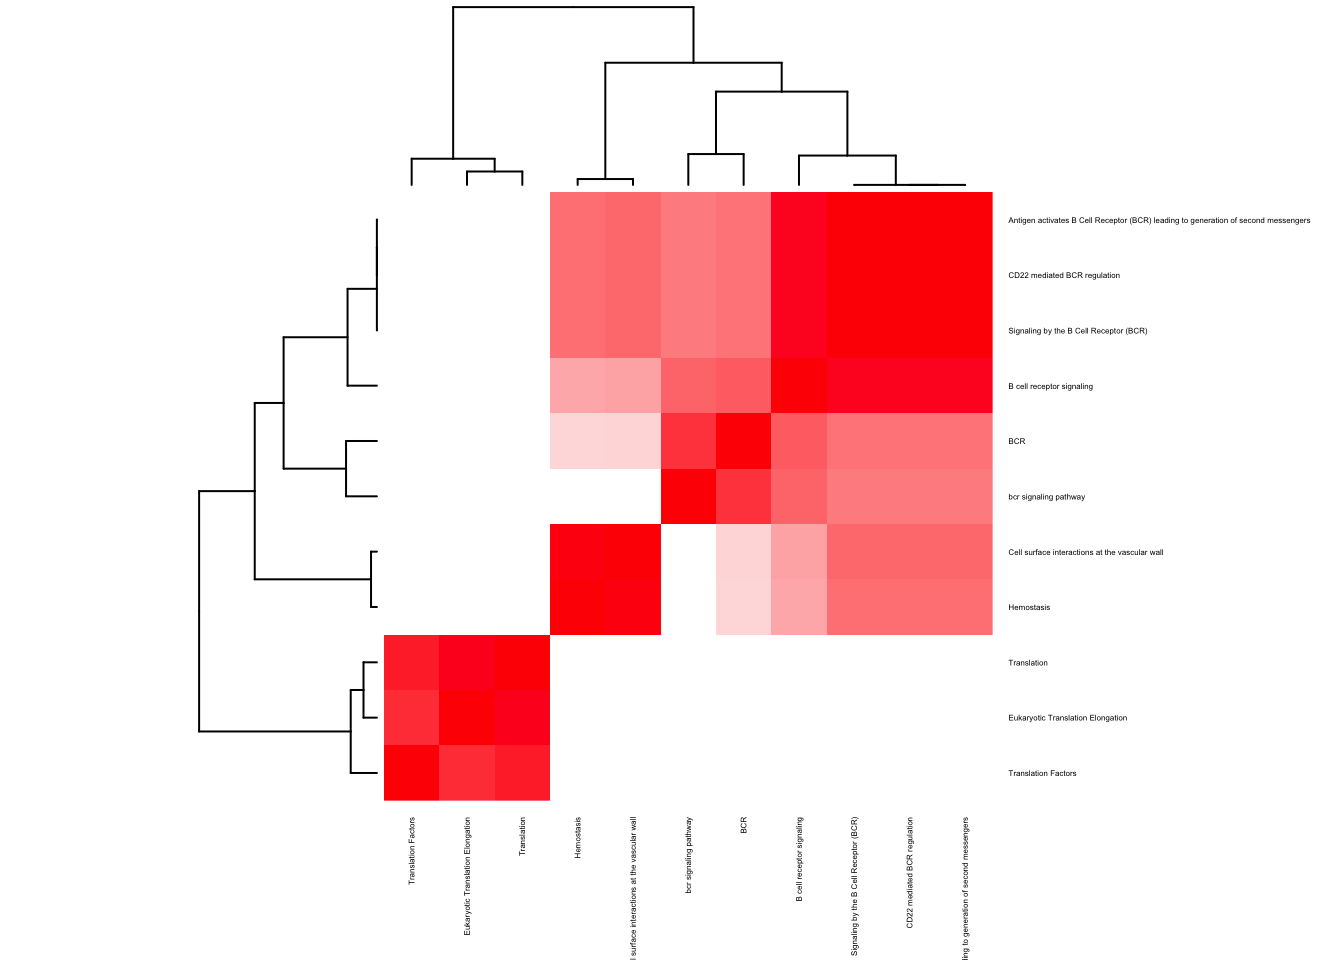 Antigen activates B Cell Receptor (BCR) leading to generation of second messengers
CD22 mediated BCR regulation
Signaling by the B Cell Receptor (BCR)
B cell receptor signaling
BCR
bcr signaling pathway
Cell surface interactions at the vascular wall
Hemostasis
Translation
Eukaryotic Translation Elongation
Translation Factors
Translation Factors
Eukaryotic Translation Elongation
Translation
Hemostasis
l surface interactions at the vascular wall
bcr signaling pathway
BCR
B cell receptor signaling
Signaling by the B Cell Receptor (BCR)
CD22 mediated BCR regulation
ling to generation of second messengers